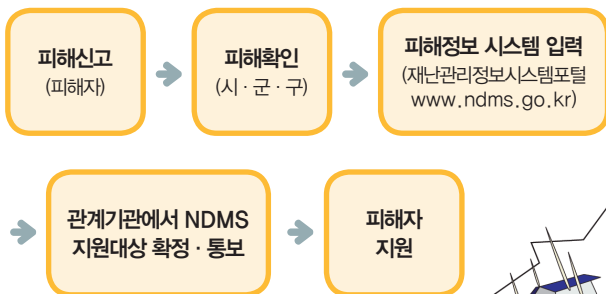 피해신고
(피해자)
피해확인
(시 · 군 · 구)
피해정보 시스템 입력
(재난관리정보시스템포털
www.ndms.go.kr)
관계기관에서 NDMS
지원대상 확정 · 통보
피해자
지원